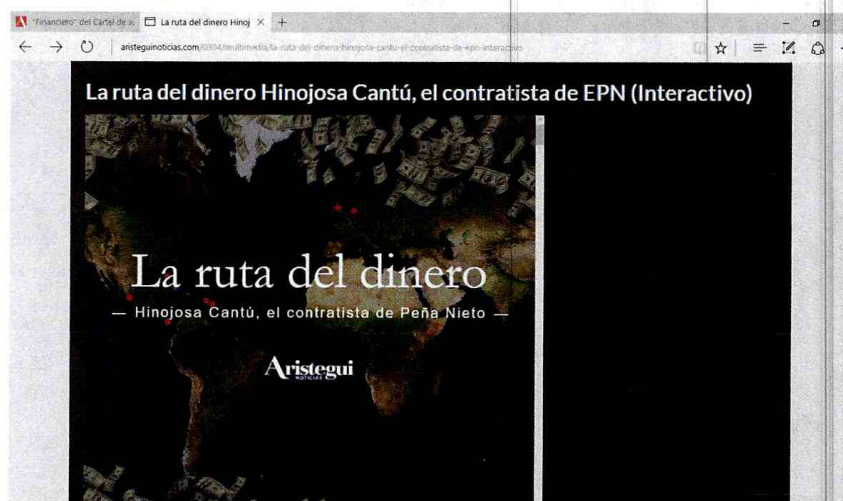 "Financiero" del Cártel de
La ruta del dinero Hinoj
aristeguinoticias.com/0304/multimedia/la-ruta-del-dinero-hinojosa-cantu-el-contratista-de-epn-interactivo
La ruta del dinero Hinojosa Cantú, el contratista de EPN (Interactivo)
La ruta del dinero
— Hinojosa Cantú, el contratista de Peña Nieto —
Aristegui
NOTICIAS